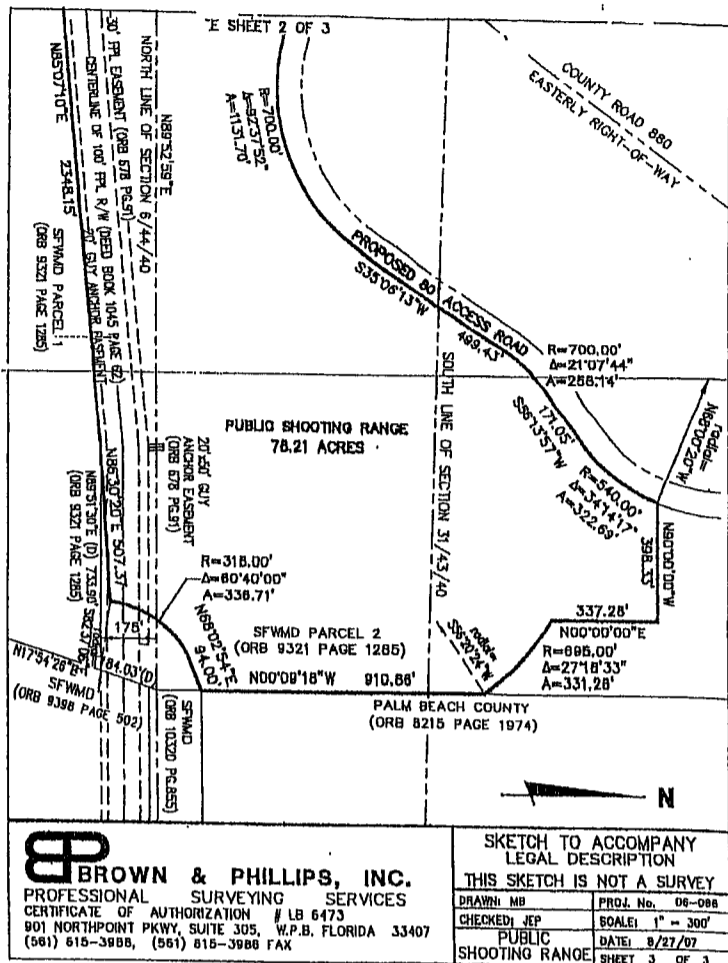 'E SHEET 2 OF 3
COUNTY ROAD 880
EASTERLY RIGHT-OF-WAY
N85°07'10"E 2348.15'
SFWMD PARCEL 1
(ORB 9321 PAGE 1285)
30' FPL EASEMENT (ORB 678 PG.91)
CENTERLINE OF 100' FPL R/W (DEED BOOK 1045 PAGE 62)
20' GUY ANCHOR EASEMENT
NORTH LINE OF SECTION 6/44/40
N89°52'59"E
R=700.00'
Δ=92°37'52"
A=1131.70'
PROPOSED 80' ACCESS ROAD
S35°06'13"W
499.43'
R=700.00'
Δ=21°07'44"
A=258.14'
171.05'
S56°13'57"W
R=540.00'
Δ=34°14'17"
A=322.69'
radial=
N68°00'20"W
PUBLIC SHOOTING RANGE
78.21 ACRES
SOUTH LINE OF SECTION 31/43/40
20'x50' GUY
ANCHOR EASEMENT
(ORB 678 PG.91)
N86°30'20"E 507.37'
N89°51'30"E (D) 733.90'
(ORB 9321 PAGE 1285)
R=318.00'
Δ=60°40'00"
A=336.71'
N90°00'00"W
398.33'
337.28'
N00°00'00"E
R=695.00'
Δ=27°18'33"
A=331.28'
175'
N68°02'54"E
94.00'
SFWMD PARCEL 2
(ORB 9321 PAGE 1285)
radial=
N00°09'18"W 910.66'
N17°54'28"E
184.03'(D)
SFWMD
(ORB 9398 PAGE 502)
SFWMD
(ORB 10320 PG.855)
PALM BEACH COUNTY
(ORB 8215 PAGE 1974)
N
BP
BROWN & PHILLIPS, INC.
PROFESSIONAL SURVEYING SERVICES
CERTIFICATE OF AUTHORIZATION # LB 6473
901 NORTHPOINT PKWY, SUITE 305, W.P.B. FLORIDA 33407
(561) 615-3988, (561) 615-3986 FAX
SKETCH TO ACCOMPANY
LEGAL DESCRIPTION
THIS SKETCH IS NOT A SURVEY
DRAWN: MB PROJ. No. 06-066
CHECKED: JEP SCALE: 1" = 300'
PUBLIC
SHOOTING RANGE
DATE: 8/27/07
SHEET 3 OF 3